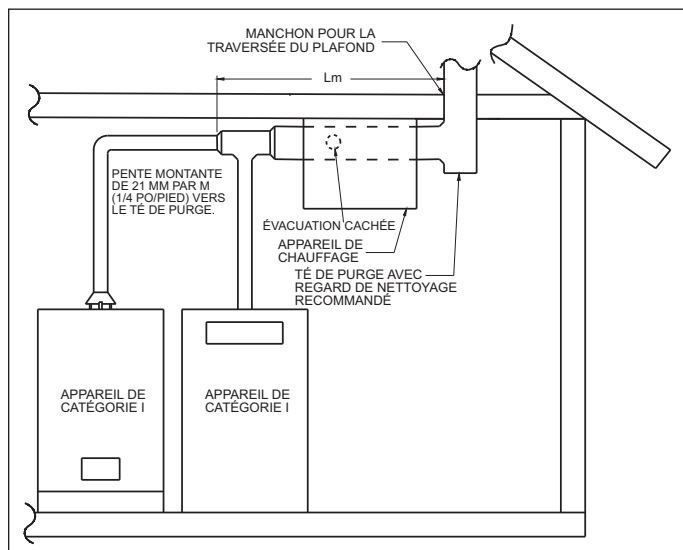 MANCHON POUR LA
TRAVERSÉE DU PLAFOND
Lm
PENTE MONTANTE
DE 21 MM PAR M
(1/4 PO/PIED) VERS
LE TÉ DE PURGE.
ÉVACUATION CACHÉE
APPAREIL DE
CHAUFFAGE
TÉ DE PURGE AVEC
REGARD DE NETTOYAGE
RECOMMANDÉ
APPAREIL DE
CATÉGORIE I
APPAREIL DE
CATÉGORIE I